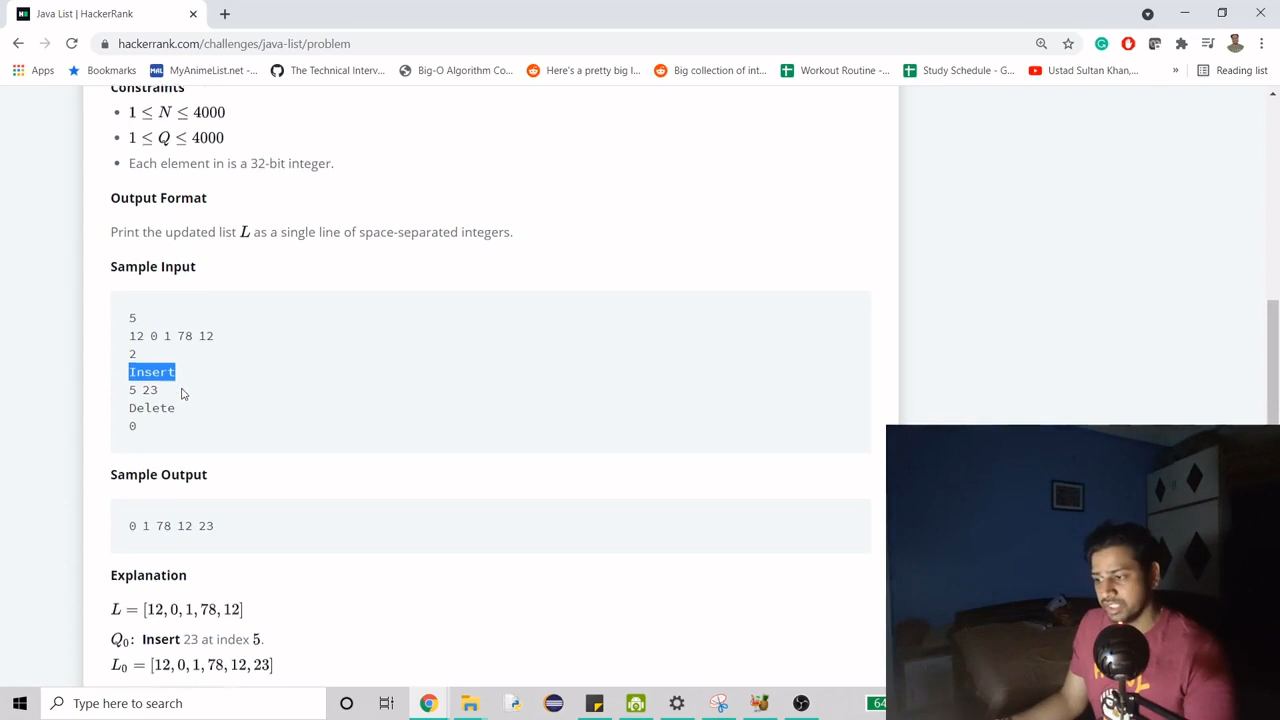 Java List | HackerRank
hackerrank.com/challenges/java-list/problem
Apps Bookmarks MyAnimeList.net -... The Technical Interv... Big-O Algorithm Co... Here's a pretty big l... Big collection of int... Workout Routine -... Study Schedule - G... Ustad Sultan Khan,... » Reading list
Constraints
• 1 ≤ N ≤ 4000
• 1 ≤ Q ≤ 4000
• Each element in is a 32-bit integer.
Output Format
Print the updated list L as a single line of space-separated integers.
Sample Input
5
12 0 1 78 12
2
Insert
5 23
Delete
0
Sample Output
0 1 78 12 23
Explanation
L = [12, 0, 1, 78, 12]
Q0: Insert 23 at index 5.
L0 = [12, 0, 1, 78, 12, 23]
Type here to search
64